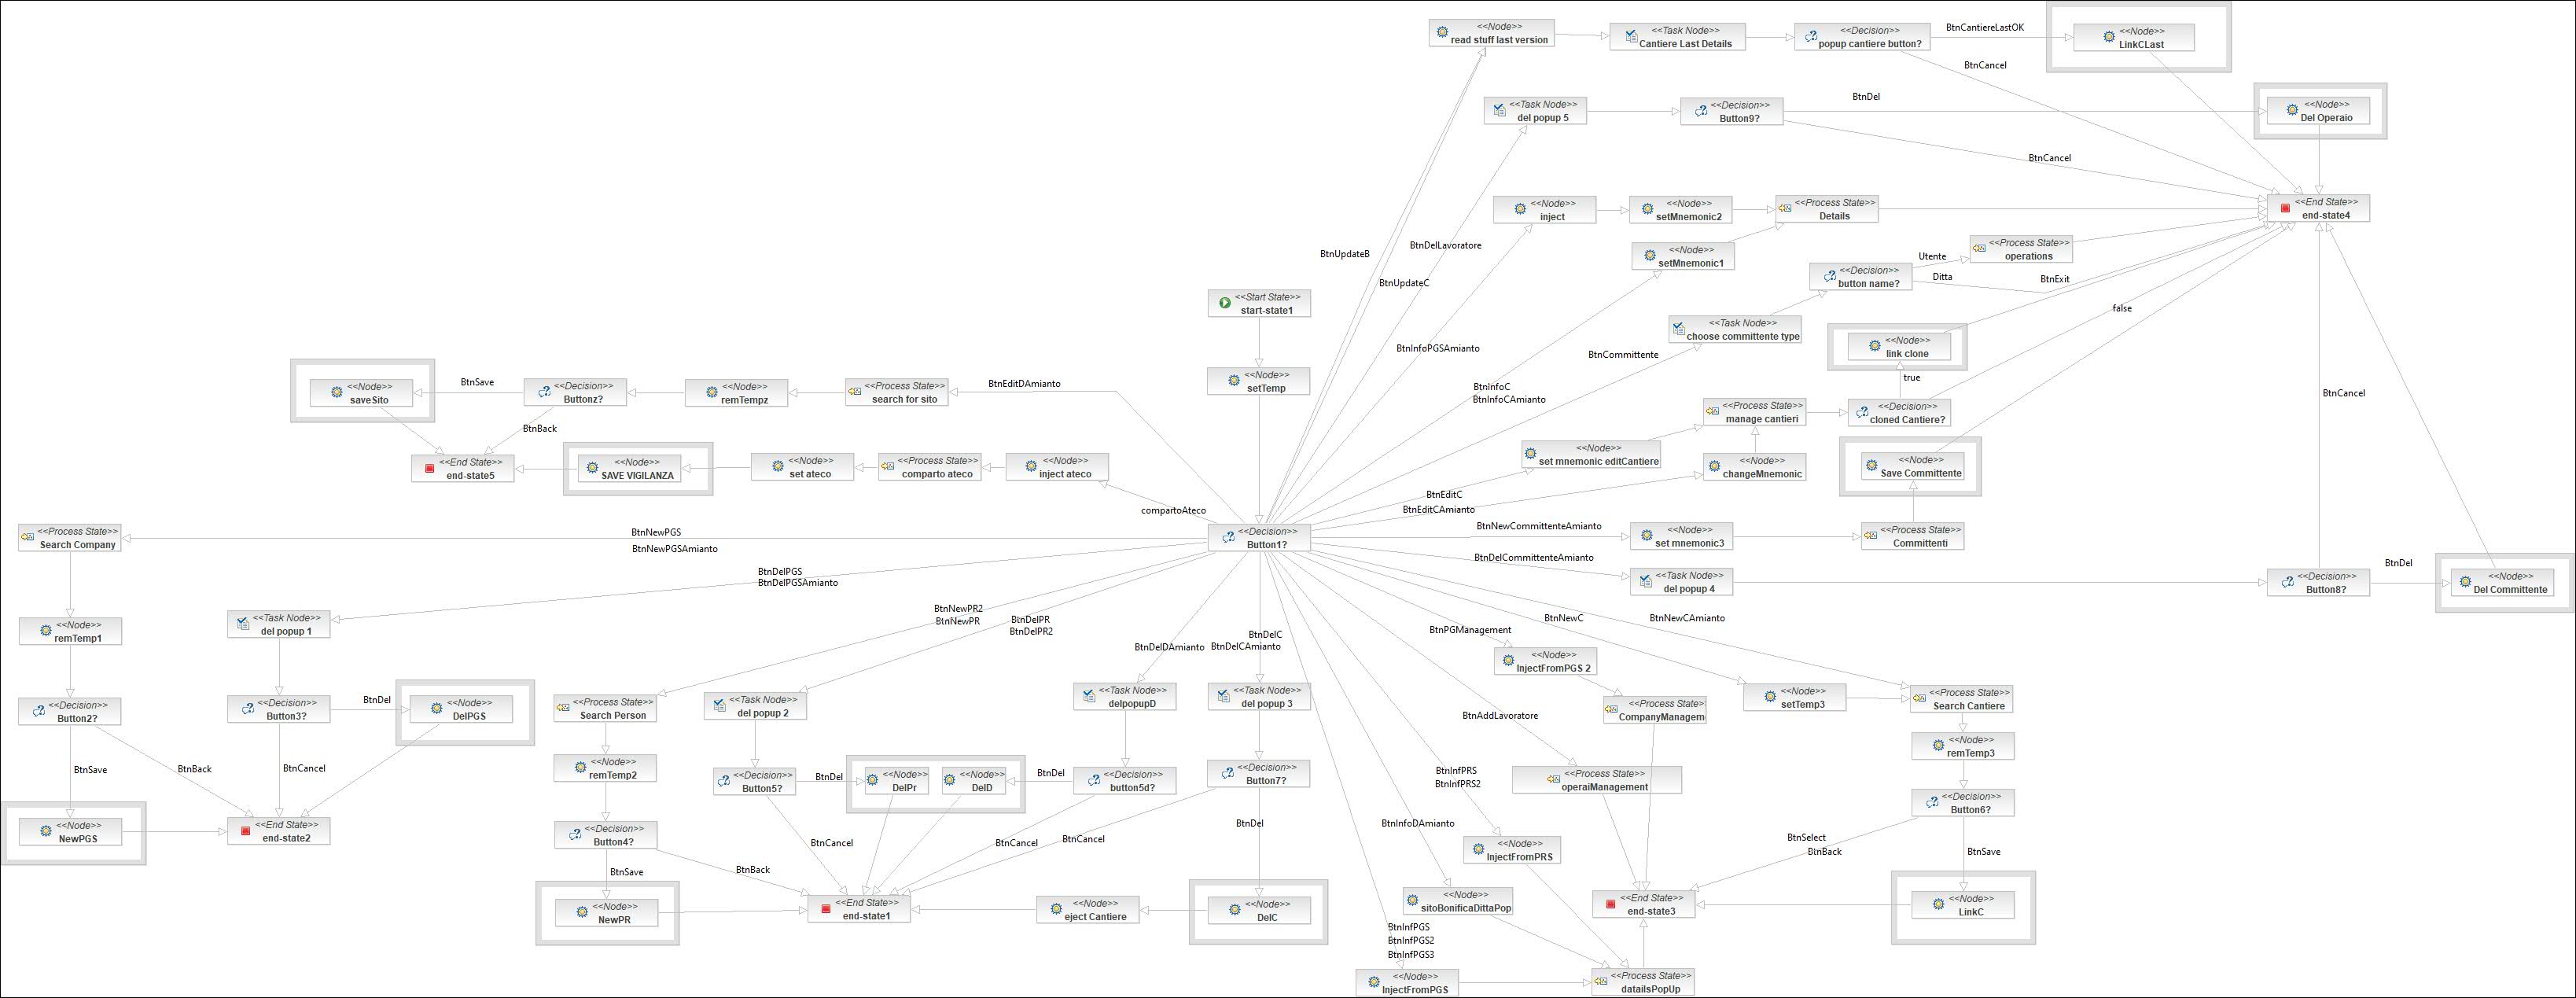 <<Node>>
read stuff last version
<<Task Node>>
Cantiere Last Details
<<Decision>>
popup cantiere button?
BtnCantiereLastOK
<<Node>>
LinkCLast
BtnCancel
<<Task Node>>
del popup 5
<<Decision>>
Button9?
BtnDel
<<Node>>
Del Operaio
BtnCancel
<<Node>>
inject
<<Node>>
setMnemonic2
<<Process State>>
Details
<<End State>>
end-state4
BtnUpdateB
BtnDelLavoratore
<<Node>>
setMnemonic1
<<Process State>>
operations
Utente
<<Decision>>
button name?
Ditta
BtnExit
BtnUpdateC
<<Start State>>
start-state1
false
<<Task Node>>
choose committente type
BtnInfoPGSAmianto
BtnCommittente
<<Node>>
link clone
true
<<Node>>
setTemp
<<Node>>
saveSito
BtnSave
<<Decision>>
Buttonz?
<<Node>>
remTempz
<<Process State>>
search for sito
BtnEditDAmianto
BtnInfoC
BtnInfoCAmianto
BtnCancel
<<Process State>>
manage cantieri
<<Decision>>
cloned Cantiere?
BtnBack
<<End State>>
end-state5
<<Node>>
SAVE VIGILANZA
<<Node>>
set ateco
<<Process State>>
comparto ateco
<<Node>>
inject ateco
<<Node>>
set mnemonic editCantiere
<<Node>>
changeMnemonic
<<Node>>
Save Committente
BtnEditC
BtnEditCAmianto
compartoAteco
<<Process State>>
Search Company
BtnNewPGS
BtnNewPGSAmianto
<<Decision>>
Button1?
BtnNewCommittenteAmianto
<<Node>>
set mnemonic3
<<Process State>>
Committenti
BtnDelCommittenteAmianto
<<Task Node>>
del popup 4
<<Decision>>
Button8?
BtnDel
<<Node>>
Del Committente
BtnDelPGS
BtnDelPGSAmianto
<<Node>>
remTemp1
<<Task Node>>
del popup 1
BtnNewPR2
BtnNewPR
BtnDelPR
BtnDelPR2
BtnDelDAmianto
BtnDelC
BtnDelCAmianto
BtnPGManagement
BtnNewC
BtnNewCAmianto
<<Node>>
InjectFromPGS 2
<<Decision>>
Button2?
<<Decision>>
Button3?
BtnDel
<<Node>>
DelPGS
<<Process State>>
Search Person
<<Task Node>>
del popup 2
<<Task Node>>
delpopupD
<<Task Node>>
del popup 3
<<Process State>
CompanyManagem
<<Node>>
setTemp3
<<Process State>>
Search Cantiere
BtnAddLavoratore
<<Node>>
remTemp3
BtnSave
BtnBack
BtnCancel
<<Node>>
remTemp2
<<Decision>>
Button5?
BtnDel
<<Node>>
DelPr
<<Node>>
DelD
BtnDel
<<Decision>>
button5d?
<<Decision>>
Button7?
BtnInfPRS
BtnInfPRS2
<<Process State>>
operaiManagement
<<Decision>>
Button6?
<<Node>>
NewPGS
<<End State>>
end-state2
<<Decision>>
Button4?
BtnCancel
BtnCancel
BtnCancel
BtnDel
BtnInfoDAmianto
<<Node>>
InjectFromPRS
BtnSelect
BtnBack
BtnSave
BtnSave
BtnBack
<<Node>>
NewPR
<<End State>>
end-state1
<<Node>>
eject Cantiere
<<Node>>
DelC
<<Node>>
sitoBonificaDittaPop
<<End State>>
end-state3
<<Node>>
LinkC
BtnInfPGS
BtnInfPGS2
BtnInfPGS3
<<Node>>
InjectFromPGS
<<Process State>>
datailsPopUp